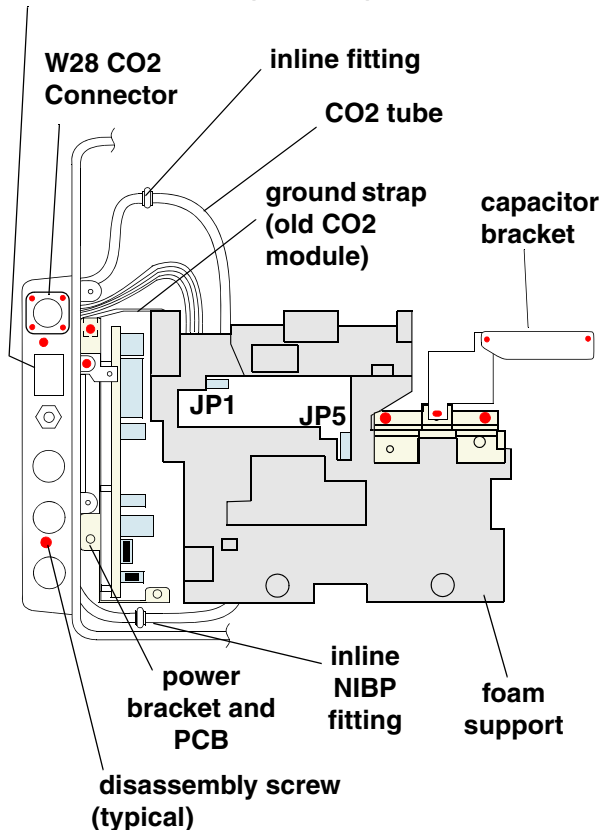 W28 CO2
Connector
inline fitting
CO2 tube
ground strap
(old CO2
module)
capacitor
bracket
JP1
JP5
inline
NIBP
fitting
power
bracket and
PCB
foam
support
disassembly screw
(typical)